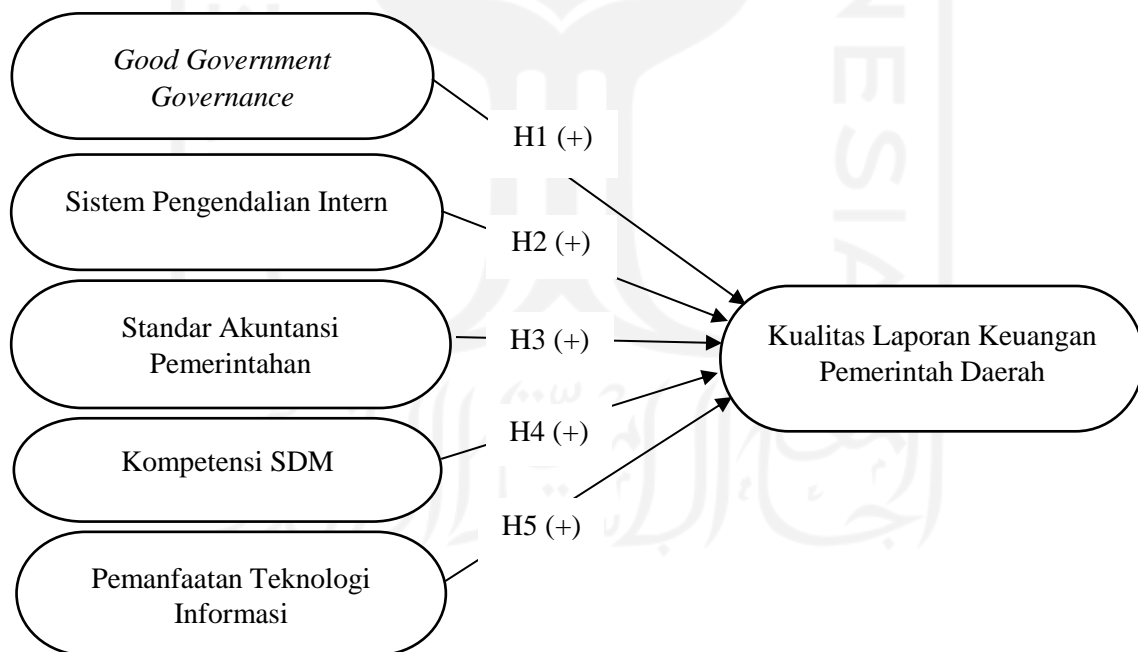 Good Government
Governance
H1 (+)
Sistem Pengendalian Intern
H2 (+)
Standar Akuntansi
Pemerintahan
H3 (+)
Kualitas Laporan Keuangan
Pemerintah Daerah
Kompetensi SDM
H4 (+)
Pemanfaatan Teknologi
Informasi
H5 (+)
NESIA